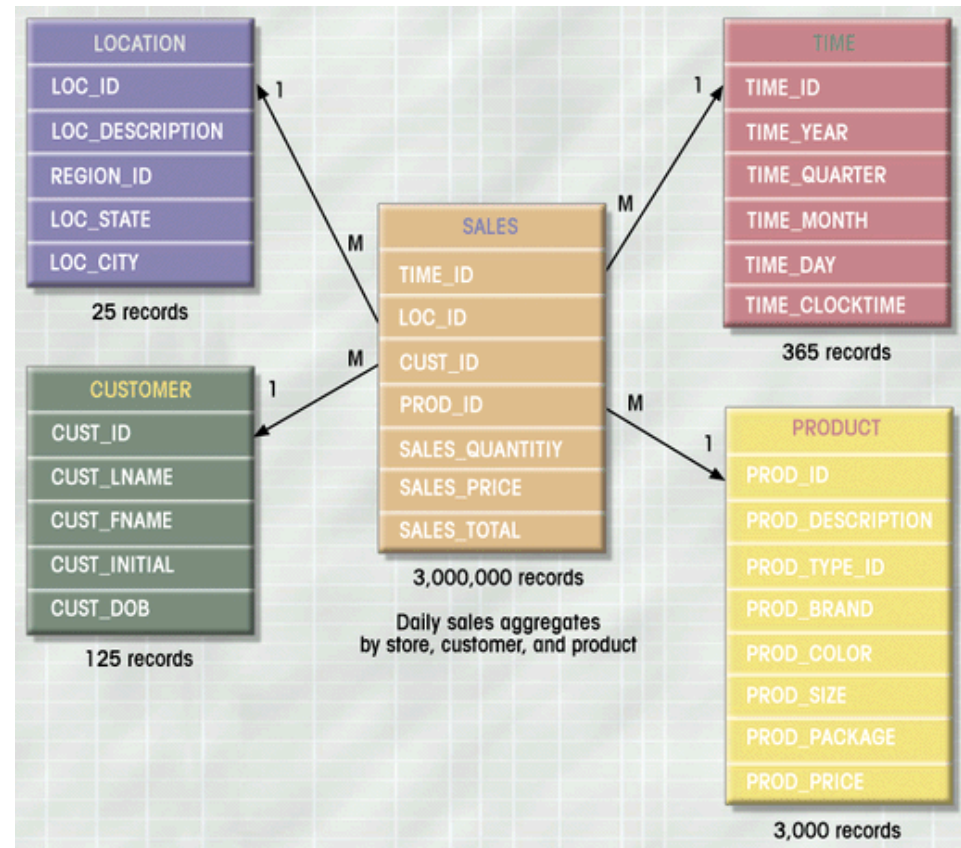 LOCATION
LOC_ID
LOC_DESCRIPTION
REGION_ID
LOC_STATE
LOC_CITY
25 records
1
M
TIME
TIME_ID
TIME_YEAR
TIME_QUARTER
TIME_MONTH
TIME_DAY
TIME_CLOCKTIME
365 records
1
M
SALES
TIME_ID
LOC_ID
CUST_ID
PROD_ID
SALES_QUANTITIY
SALES_PRICE
SALES_TOTAL
3,000,000 records
Daily sales aggregates
by store, customer, and product
CUSTOMER
CUST_ID
CUST_LNAME
CUST_FNAME
CUST_INITIAL
CUST_DOB
125 records
1
M
PRODUCT
PROD_ID
PROD_DESCRIPTION
PROD_TYPE_ID
PROD_BRAND
PROD_COLOR
PROD_SIZE
PROD_PACKAGE
PROD_PRICE
3,000 records
M
1